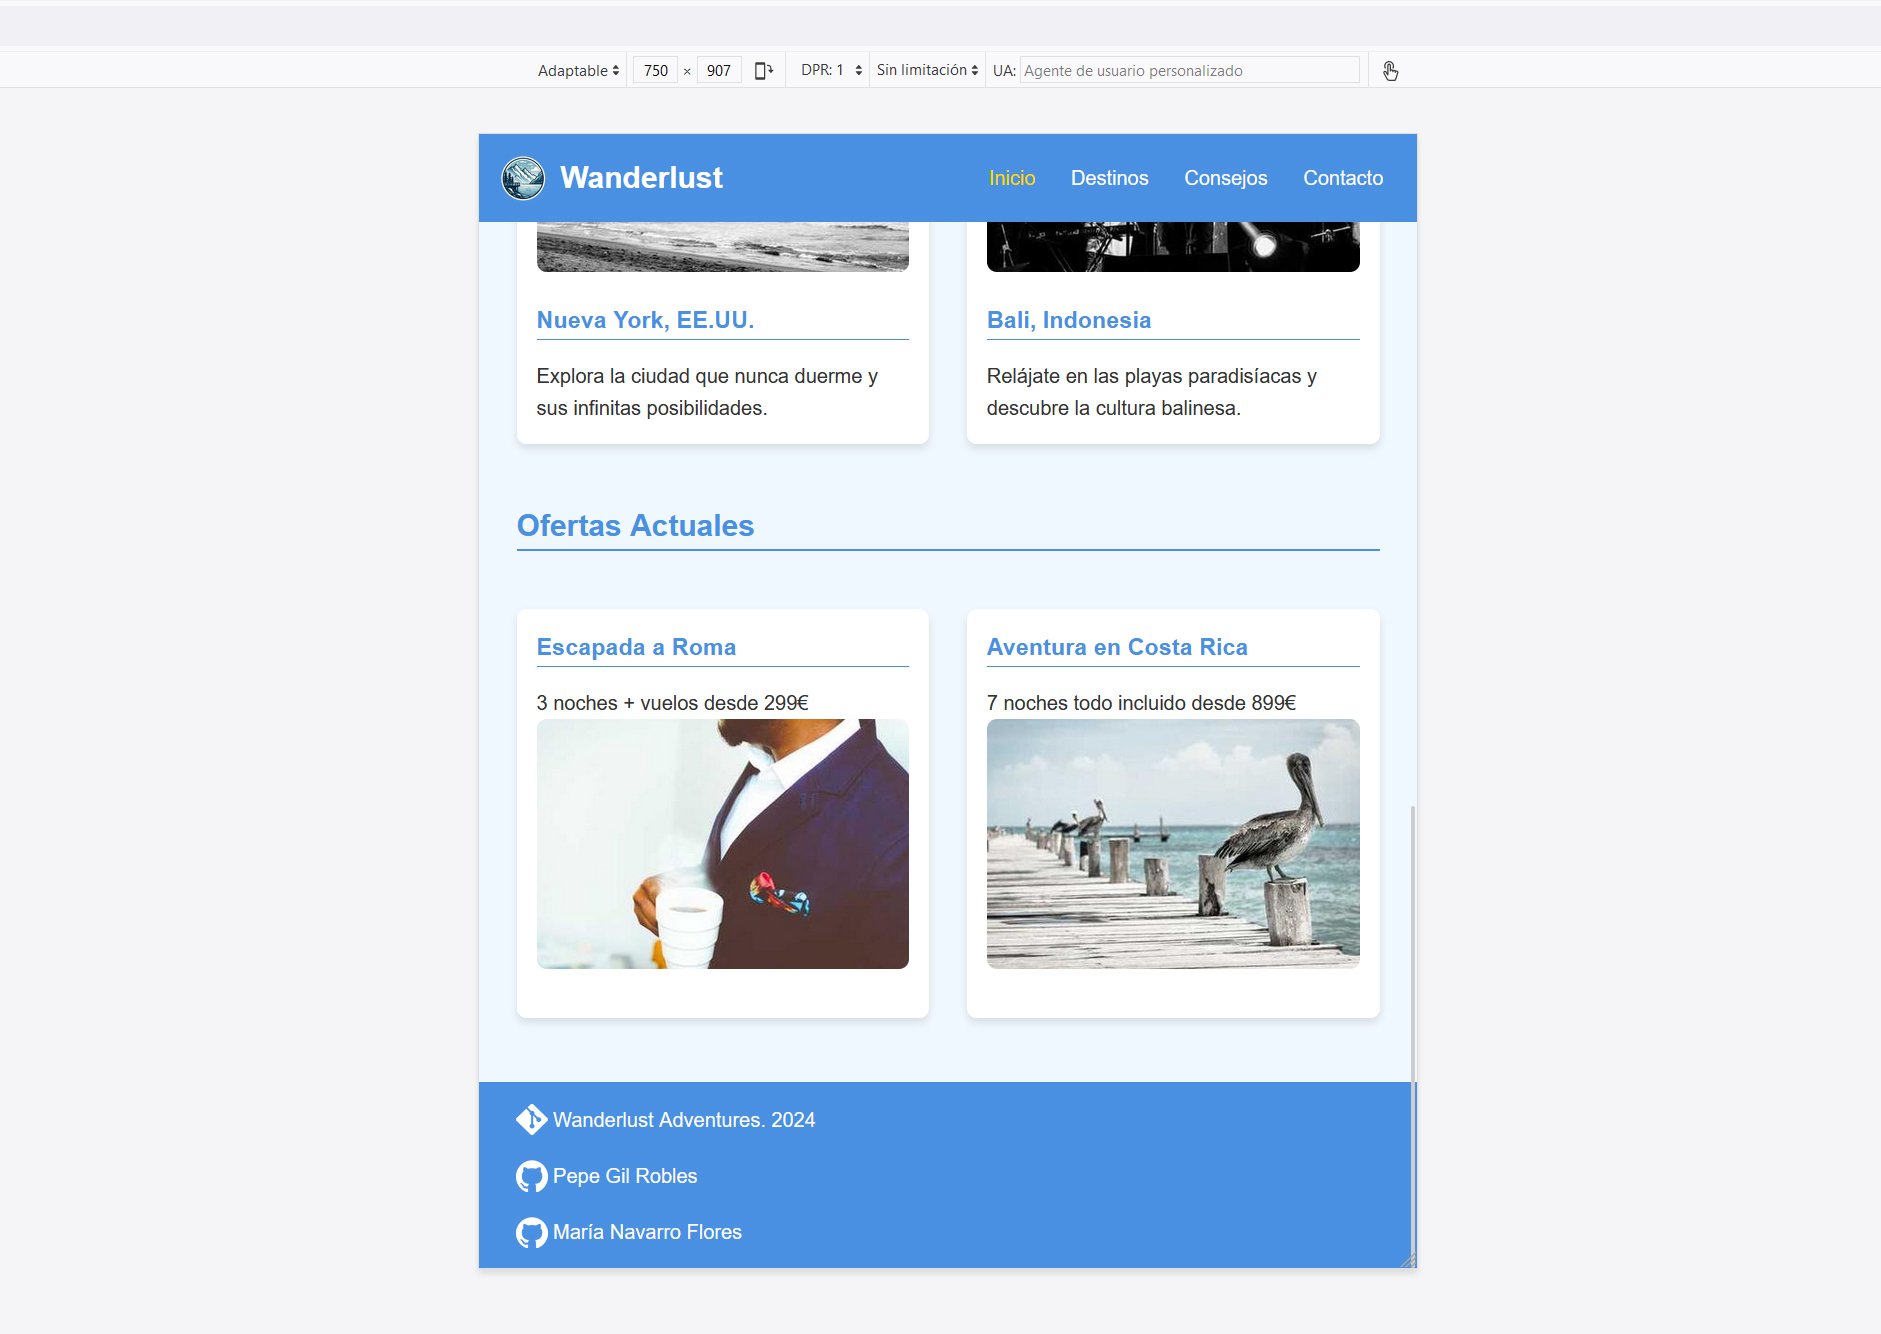 Adaptable 750 × 907 DPR: 1 Sin limitación UA: Agente de usuario personalizado
Wanderlust Inicio Destinos Consejos Contacto
Nueva York, EE.UU.
Explora la ciudad que nunca duerme y
sus infinitas posibilidades.
Bali, Indonesia
Relájate en las playas paradisíacas y
descubre la cultura balinesa.
Ofertas Actuales
Escapada a Roma
3 noches + vuelos desde 299€
Aventura en Costa Rica
7 noches todo incluido desde 899€
Wanderlust Adventures. 2024
Pepe Gil Robles
María Navarro Flores